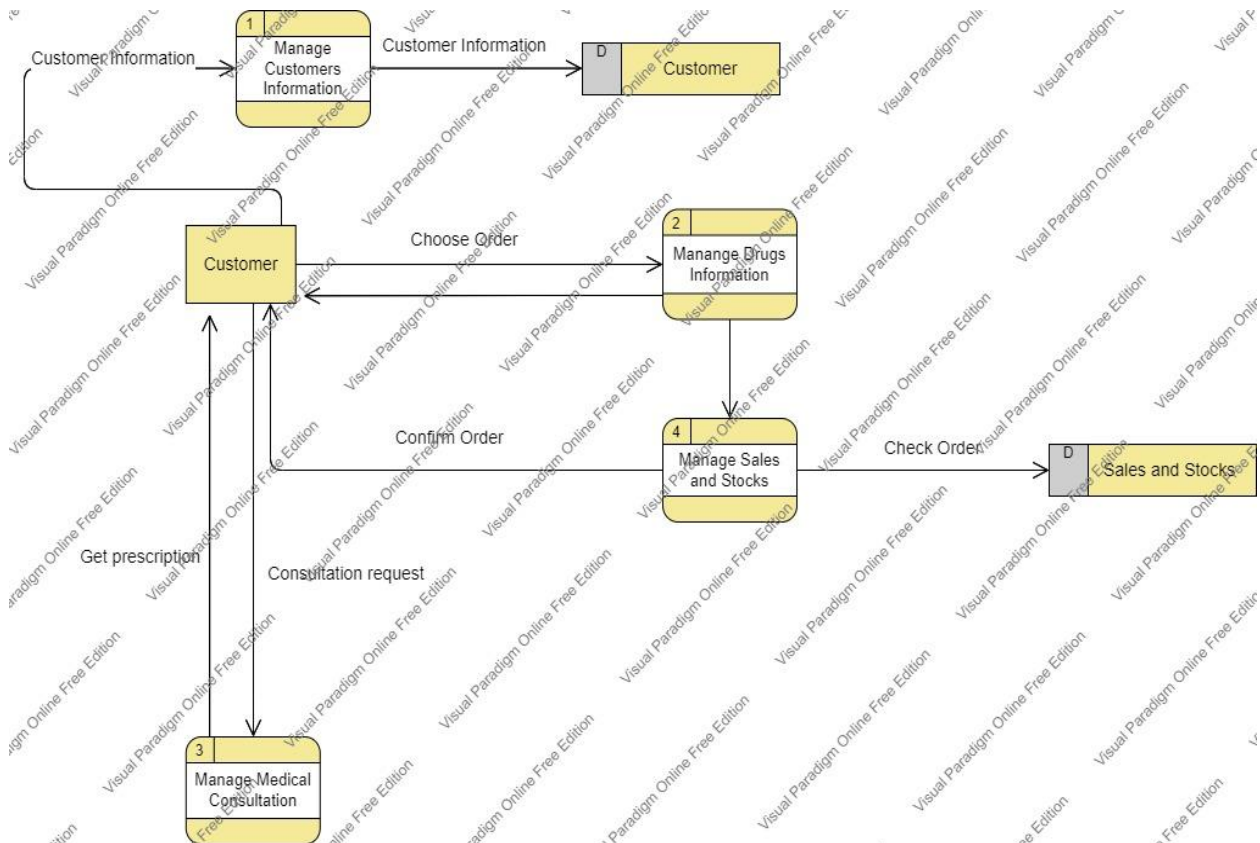 1
Manage
Customers
Information
Customer Information
Customer Information
D
Customer
Customer
Choose Order
2
Manange Drugs
Information
Confirm Order
4
Manage Sales
and Stocks
Check Order
D
Sales and Stocks
Get prescription
Consultation request
3
Manage Medical
Consultation
Visual Paradigm Online Free Edition